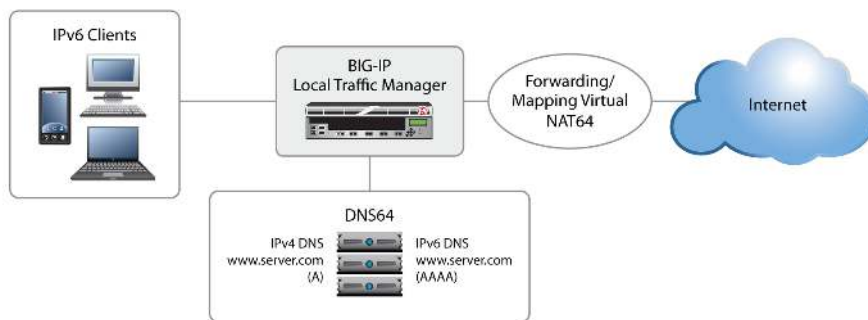 IPv6 Clients
BIG-IP
Local Traffic Manager
Forwarding/
Mapping Virtual
NAT64
Internet
DNS64
IPv4 DNS
www.server.com
(A)
IPv6 DNS
www.server.com
(AAAA)